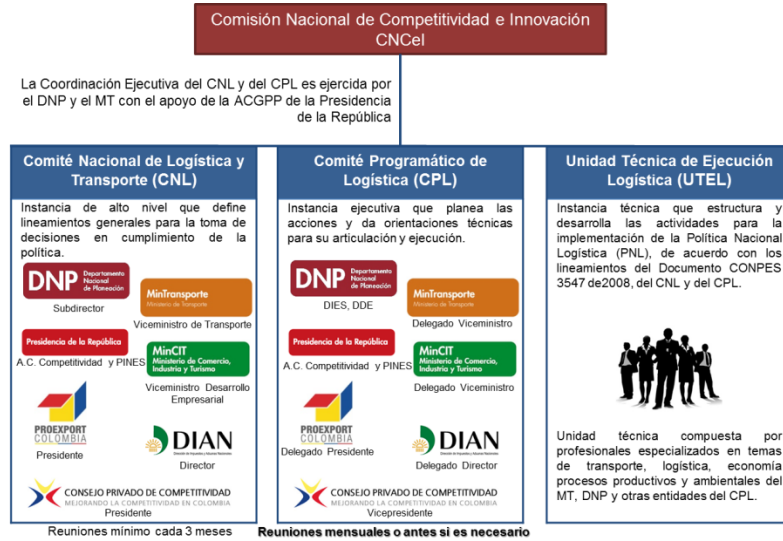 Comisión Nacional de Competitividad e Innovación
CNCeI
La Coordinación Ejecutiva del CNL y del CPL es ejercida por
el DNP y el MT con el apoyo de la ACGPP de la Presidencia
de la República
Comité Nacional de Logística y
Transporte (CNL)
Instancia de alto nivel que define
lineamientos generales para la toma de
decisiones en cumplimiento de la
política.
DNP Departamento
Nacional
de Planeación
Subdirector
MinTransporte
Ministerio de Transporte
Viceministro de Transporte
Presidencia de la República
A.C. Competitividad y PINES
MinCIT
Ministerio de Comercio,
Industria y Turismo
Viceministro Desarrollo
Empresarial
PROEXPORT
COLOMBIA
Presidente
DIAN
Dirección de Impuestos y Aduanas Nacionales
Director
CONSEJO PRIVADO DE COMPETITIVIDAD
MEJORANDO LA COMPETITIVIDAD EN COLOMBIA
Presidente
Reuniones mínimo cada 3 meses
Comité Programático de
Logística (CPL)
Instancia ejecutiva que planea las
acciones y da orientaciones técnicas
para su articulación y ejecución.
DNP Departamento
Nacional
de Planeación
DIES, DDE
MinTransporte
Ministerio de Transporte
Delegado Viceministro
Presidencia de la República
A.C. Competitividad y PINES
MinCIT
Ministerio de Comercio,
Industria y Turismo
Delegado Viceministro
PROEXPORT
COLOMBIA
Delegado Presidente
DIAN
Dirección de Impuestos y Aduanas Nacionales
Delegado Director
CONSEJO PRIVADO DE COMPETITIVIDAD
MEJORANDO LA COMPETITIVIDAD EN COLOMBIA
Vicepresidente
Reuniones mensuales o antes si es necesario
Unidad Técnica de Ejecución
Logística (UTEL)
Instancia técnica que estructura y
desarrolla las actividades para la
implementación de la Política Nacional
Logística (PNL), de acuerdo con los
lineamientos del Documento CONPES
3547 de2008, del CNL y del CPL.
Unidad técnica compuesta por
profesionales especializados en temas
de transporte, logística, economía
procesos productivos y ambientales del
MT, DNP y otras entidades del CPL.